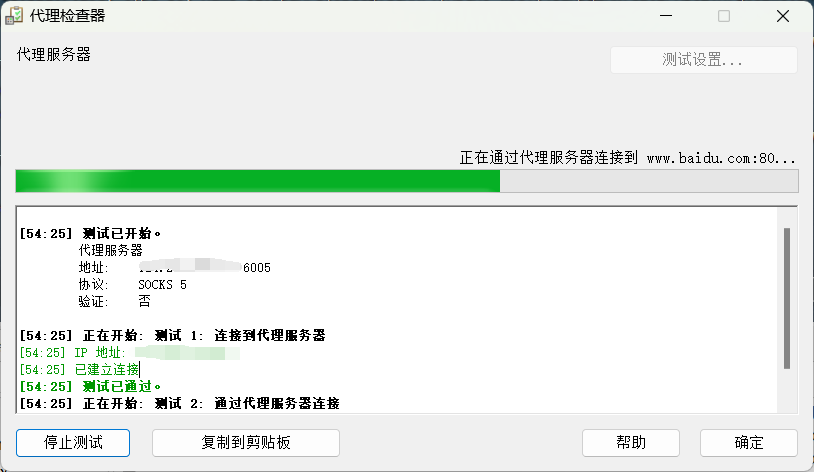 代理检查器
代理服务器
测试设置...
正在通过代理服务器连接到 www.baidu.com:80...
[54:25] 测试已开始。
代理服务器
地址: 6005
协议: SOCKS 5
验证: 否
[54:25] 正在开始: 测试 1: 连接到代理服务器
[54:25] IP 地址:
[54:25] 已建立连接
[54:25] 测试已通过。
[54:25] 正在开始: 测试 2: 通过代理服务器连接
停止测试
复制到剪贴板
帮助
确定